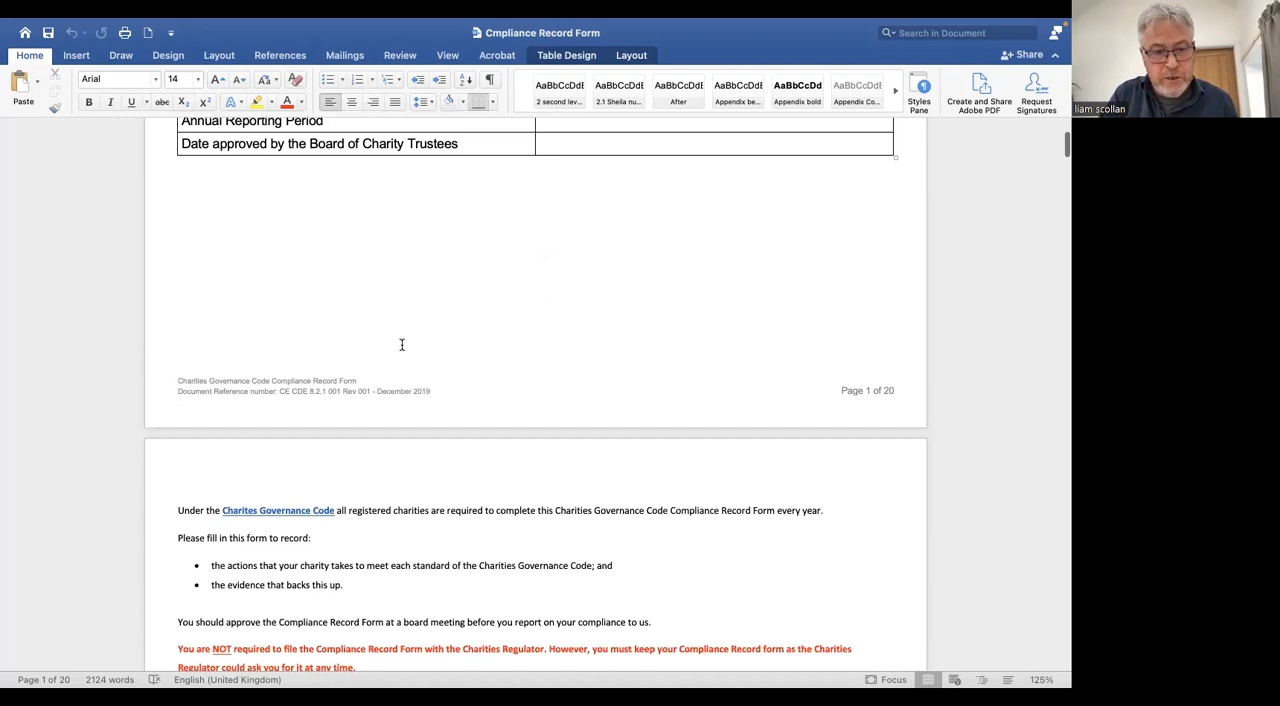 Cmpliance Record Form
Search in Document
Home Insert Draw Design Layout References Mailings Review View Acrobat Table Design Layout
Share
Paste
Arial 14
B I U abc X2 X2 A A
AaBbCcDdE AaBbCcDdE AaBbCcDdE AaBbCcDdE AaBbCcDd AaBbCcDdE
2 second lev... 2.1 Sheila nu... After Appendix be... Appendix bold Appendix Co...
Styles Pane
Create and Share Adobe PDF
Request Signatures
liam scollan
Annual Reporting Period
Date approved by the Board of Charity Trustees
Charities Governance Code Compliance Record Form
Document Reference number: CE CDE 8.2,1 001 Rev 001 - December 2019
Page 1 of 20
Under the Charites Governance Code all registered charities are required to complete this Charities Governance Code Compliance Record Form every year.
Please fill in this form to record:
• the actions that your charity takes to meet each standard of the Charities Governance Code; and
• the evidence that backs this up.
You should approve the Compliance Record Form at a board meeting before you report on your compliance to us.
You are NOT required to file the Compliance Record Form with the Charities Regulator. However, you must keep your Compliance Record form as the Charities
Regulator could ask you for it at any time.
Page 1 of 20 2124 words English (United Kingdom) Focus 125%